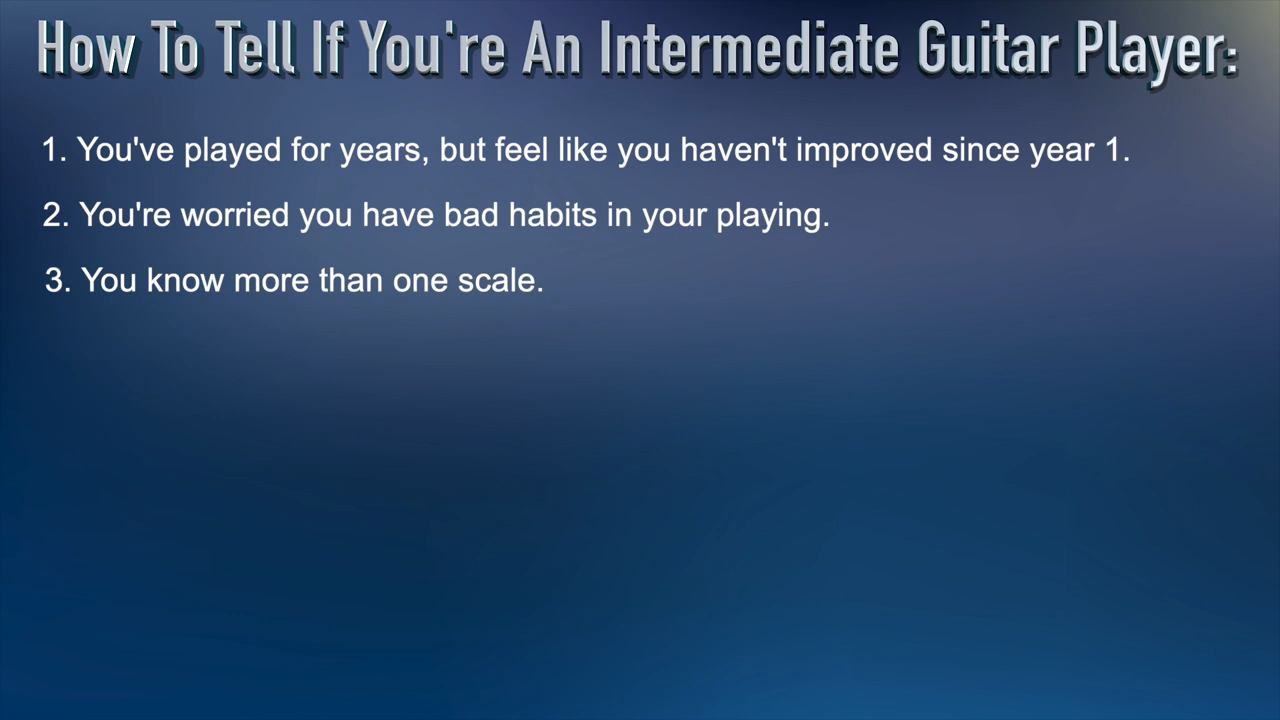 How To Tell If You're An Intermediate Guitar Player:
1. You've played for years, but feel like you haven't improved since year 1.
2. You're worried you have bad habits in your playing.
3. You know more than one scale.